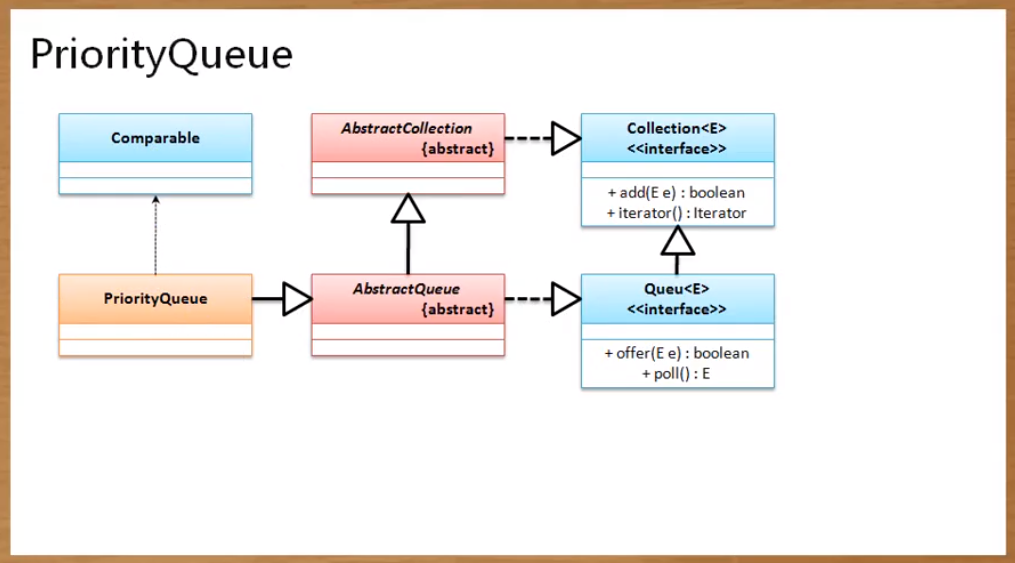 PriorityQueue
Comparable
AbstractCollection
{abstract}
Collection<E>
<<interface>>
+ add(E e) : boolean
+ iterator() : Iterator
PriorityQueue
AbstractQueue
{abstract}
Queu<E>
<<interface>>
+ offer(E e) : boolean
+ poll() : E